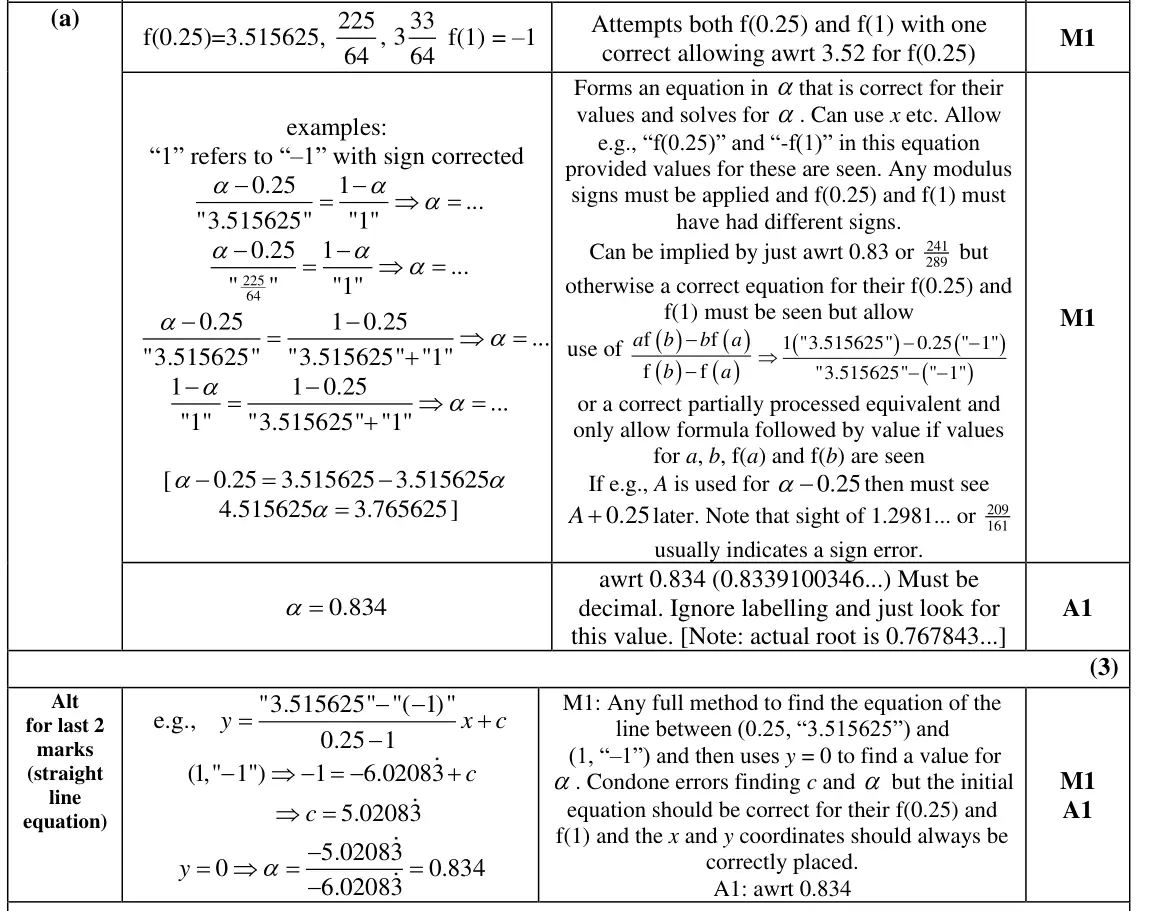 (a)
f(0.25)=3.515625, 225/64, 3 33/64 f(1) = –1
Attempts both f(0.25) and f(1) with one
correct allowing awrt 3.52 for f(0.25)
M1
examples:
“1” refers to “–1” with sign corrected
(α – 0.25)/"3.515625" = (1 – α)/"1" ⇒ α = ...
(α – 0.25)/"225/64" = (1 – α)/"1" ⇒ α = ...
(α – 0.25)/"3.515625" = (1 – 0.25)/("3.515625"+"1") ⇒ α = ...
(1 – α)/"1" = (1 – 0.25)/("3.515625"+"1") ⇒ α = ...
[α – 0.25 = 3.515625 – 3.515625α
4.515625α = 3.765625]
Forms an equation in α that is correct for their
values and solves for α . Can use x etc. Allow
e.g., “f(0.25)” and “-f(1)” in this equation
provided values for these are seen. Any modulus
signs must be applied and f(0.25) and f(1) must
have had different signs.
Can be implied by just awrt 0.83 or 241/289 but
otherwise a correct equation for their f(0.25) and
f(1) must be seen but allow
use of (af(b) – bf(a))/(f(b) – f(a)) ⇒ (1("3.515625") – 0.25("–1"))/("3.515625" – ("–1"))
or a correct partially processed equivalent and
only allow formula followed by value if values
for a, b, f(a) and f(b) are seen
If e.g., A is used for α – 0.25 then must see
A + 0.25 later. Note that sight of 1.2981... or 209/161
usually indicates a sign error.
M1
α = 0.834
awrt 0.834 (0.8339100346...) Must be
decimal. Ignore labelling and just look for
this value. [Note: actual root is 0.767843...]
A1
(3)
Alt
for last 2
marks
(straight
line
equation)
e.g., y = ("3.515625" – "(–1)")/(0.25 – 1) x + c
(1,"–1") ⇒ –1 = –6.02083̇ + c
⇒ c = 5.02083̇
y = 0 ⇒ α = –5.02083̇/–6.02083̇ = 0.834
M1: Any full method to find the equation of the
line between (0.25, “3.515625”) and
(1, “–1”) and then uses y = 0 to find a value for
α . Condone errors finding c and α but the initial
equation should be correct for their f(0.25) and
f(1) and the x and y coordinates should always be
correctly placed.
A1: awrt 0.834
M1
A1